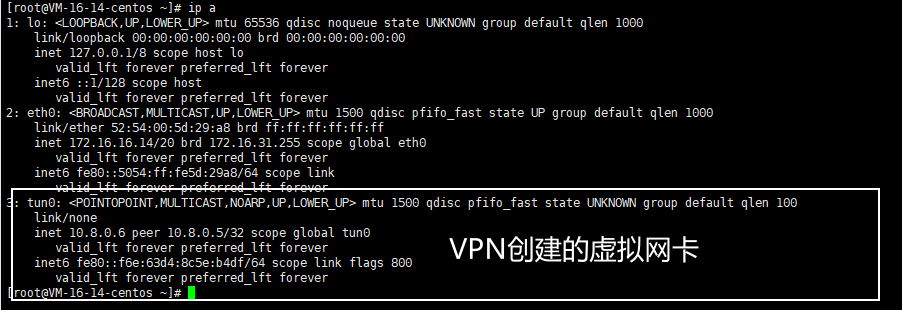 [root@VM-16-14-centos ~]# ip a
1: lo: <LOOPBACK,UP,LOWER_UP> mtu 65536 qdisc noqueue state UNKNOWN group default qlen 1000
link/loopback 00:00:00:00:00:00 brd 00:00:00:00:00:00
inet 127.0.0.1/8 scope host lo
valid_lft forever preferred_lft forever
inet6 ::1/128 scope host
valid_lft forever preferred_lft forever
2: eth0: <BROADCAST,MULTICAST,UP,LOWER_UP> mtu 1500 qdisc pfifo_fast state UP group default qlen 1000
link/ether 52:54:00:5d:29:a8 brd ff:ff:ff:ff:ff:ff
inet 172.16.16.14/20 brd 172.16.31.255 scope global eth0
valid_lft forever preferred_lft forever
inet6 fe80::5054:ff:fe5d:29a8/64 scope link
valid_lft forever preferred_lft forever
3: tun0: <POINTOPOINT,MULTICAST,NOARP,UP,LOWER_UP> mtu 1500 qdisc pfifo_fast state UNKNOWN group default qlen 100
link/none
inet 10.8.0.6 peer 10.8.0.5/32 scope global tun0
valid_lft forever preferred_lft forever
inet6 fe80::f6e:63d4:8c5e:b4df/64 scope link flags 800
valid_lft forever preferred_lft forever
VPN创建的虚拟网卡
[root@VM-16-14-centos ~]#